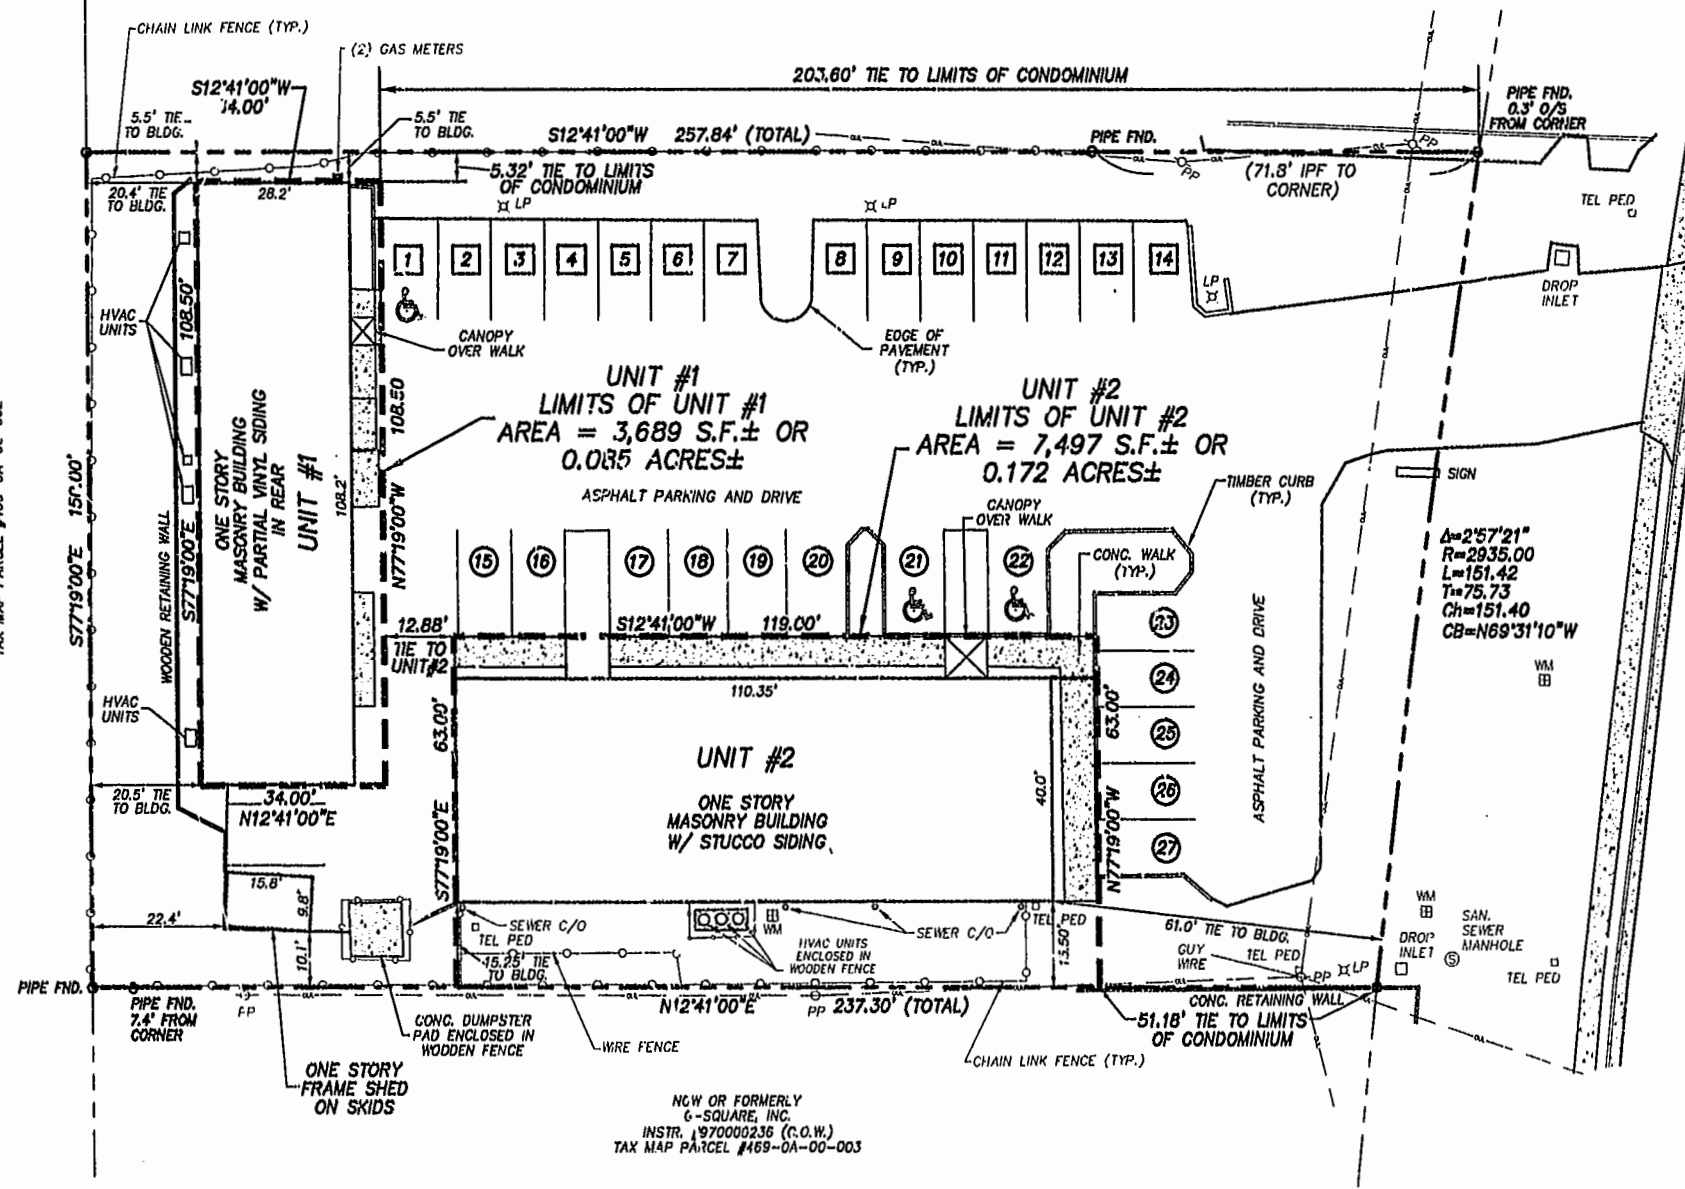 CHAIN LINK FENCE (TYP.)
(2) GAS METERS
S12°41'00"W
5.5' TIE
TO BLDG.
5.5' TIE
TO BLDG.
203.60' TIE TO LIMITS OF CONDOMINIUM
PIPE FND.
0.3' O/S
FROM CORNER
S12°41'00"W 257.84' (TOTAL)
PIPE FND.
PP
PP
(71.8' IPF TO
CORNER)
5.32' TIE TO LIMITS
OF CONDOMINIUM
20.4' TIE
TO BLDG.
28.2'
LP
LP
TEL PED
1
2
3
4
5
6
7
8
9
10
11
12
13
14
LP
DROP
INLET
HVAC
UNITS
108.50'
CANOPY
OVER WALK
EDGE OF
PAVEMENT
(TYP.)
UNIT #1
LIMITS OF UNIT #1
AREA = 3,689 S.F.± OR
0.085 ACRES±
UNIT #2
LIMITS OF UNIT #2
AREA = 7,497 S.F.± OR
0.172 ACRES±
N77°19'00"W 108.50
108.2'
ONE STORY
MASONRY BUILDING
W/ PARTIAL VINYL SIDING
IN REAR
UNIT #1
S77°19'00"E
WOODEN RETAINING WALL
S77°19'00"E
ASPHALT PARKING AND DRIVE
CANOPY
OVER WALK
TIMBER CURB
(TYP.)
SIGN
CONC. WALK
(TYP.)
15
16
17
18
19
20
21
22
23
24
25
26
27
Δ=2°57'21"
R=2935.00
L=151.42
T=75.73
Ch=151.40
CB=N69°31'10"W
WM
ASPHALT PARKING AND DRIVE
12.88'
TIE TO
UNIT#2
S12°41'00"W 119.00'
110.35'
63.00'
S77°19'00"E
63.00'
N77°19'00"W
40.0'
HVAC
UNITS
UNIT #2
ONE STORY
MASONRY BUILDING
W/ STUCCO SIDING
20.5' TIE
TO BLDG.
34.00'
N12°41'00"E
15.8'
9.8'
10.1'
22.4'
SEWER C/O
TEL PED
15.25' TIE
TO BLDG.
WM
HVAC UNITS
ENCLOSED IN
WOODEN FENCE
SEWER C/O
TEL PED
13.50'
61.0' TIE TO BLDG.
GUY
WIRE
TEL PED
PP
LP
WM
DROP
INLET
SAN.
SEWER
MANHOLE
S
TEL PED
PIPE FND.
PIPE FND.
7.4' FROM
CORNER
PP
CONC. DUMPSTER
PAD ENCLOSED IN
WOODEN FENCE
WIRE FENCE
N12°41'00"E
PP
237.30' (TOTAL)
CONC. RETAINING WALL
51.18' TIE TO LIMITS
OF CONDOMINIUM
CHAIN LINK FENCE (TYP.)
ONE STORY
FRAME SHED
ON SKIDS
NOW OR FORMERLY
INSTR.
TAX MAP PARCEL #469-0A-00-003